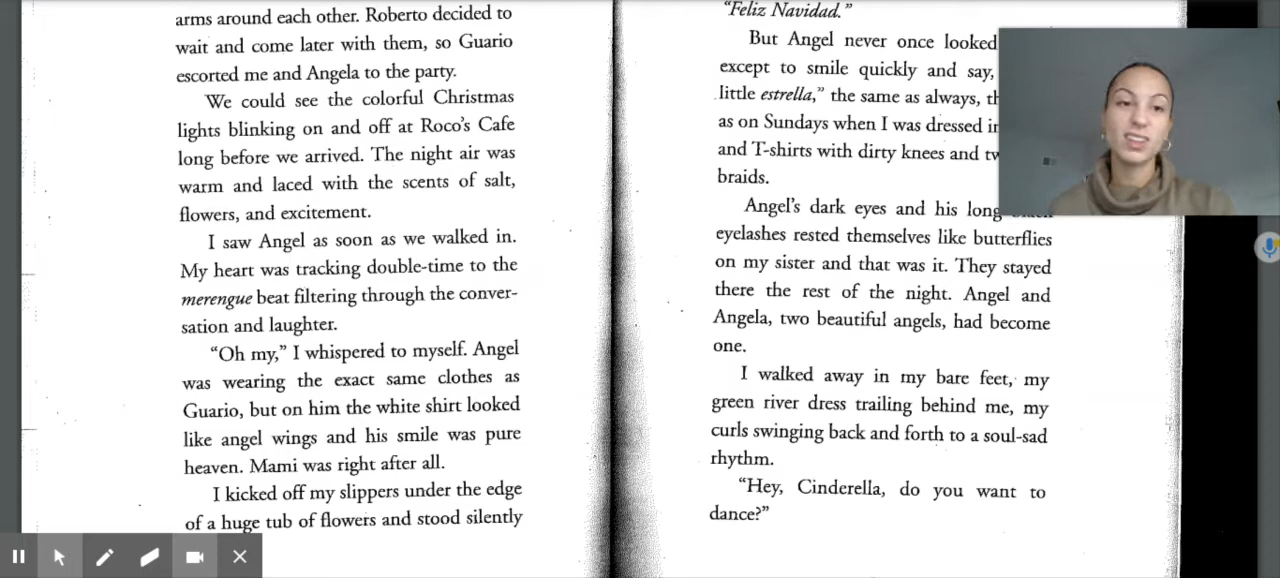 arms around each other. Roberto decided to
wait and come later with them, so Guario
escorted me and Angela to the party.
We could see the colorful Christmas
lights blinking on and off at Roco's Cafe
long before we arrived. The night air was
warm and laced with the scents of salt,
flowers, and excitement.
I saw Angel as soon as we walked in.
My heart was tracking double-time to the
merengue beat filtering through the conver-
sation and laughter.
"Oh my," I whispered to myself. Angel
was wearing the exact same clothes as
Guario, but on him the white shirt looked
like angel wings and his smile was pure
heaven. Mami was right after all.
I kicked off my slippers under the edge
of a huge tub of flowers and stood silently
"Feliz Navidad."
But Angel never once looked
except to smile quickly and say,
little estrella," the same as always,
as on Sundays when I was dressed
and T-shirts with dirty knees and
braids.
Angel's dark eyes and his long
eyelashes rested themselves like butterflies
on my sister and that was it. They stayed
there the rest of the night. Angel and
Angela, two beautiful angels, had become
one.
I walked away in my bare feet, my
green river dress trailing behind me, my
curls swinging back and forth to a soul-sad
rhythm.
"Hey, Cinderella, do you want to
dance?"